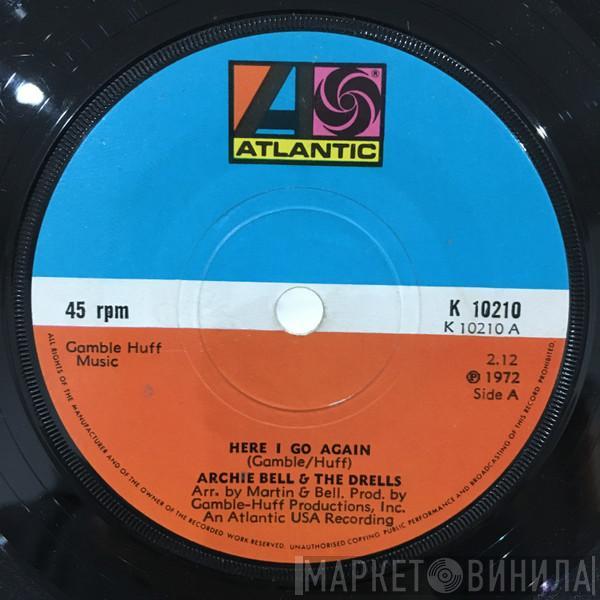 ATLANTIC
®
45 rpm
K 10210
K 10210 A
Gamble Huff
Music
2.12
℗ 1972
Side A
HERE I GO AGAIN
(Gamble/Huff)
ARCHIE BELL & THE DRELLS
Arr. by Martin & Bell. Prod. by
Gamble-Huff Productions, Inc.
An Atlantic USA Recording
ALL RIGHTS OF THE MANUFACTURER AND OF THE OWNER OF THE RECORDED WORK RESERVED. UNAUTHORISED COPYING PUBLIC PERFORMANCE AND BROADCASTING OF THIS RECORD PROHIBITED.
МАРКЕТ ВИНИЛА